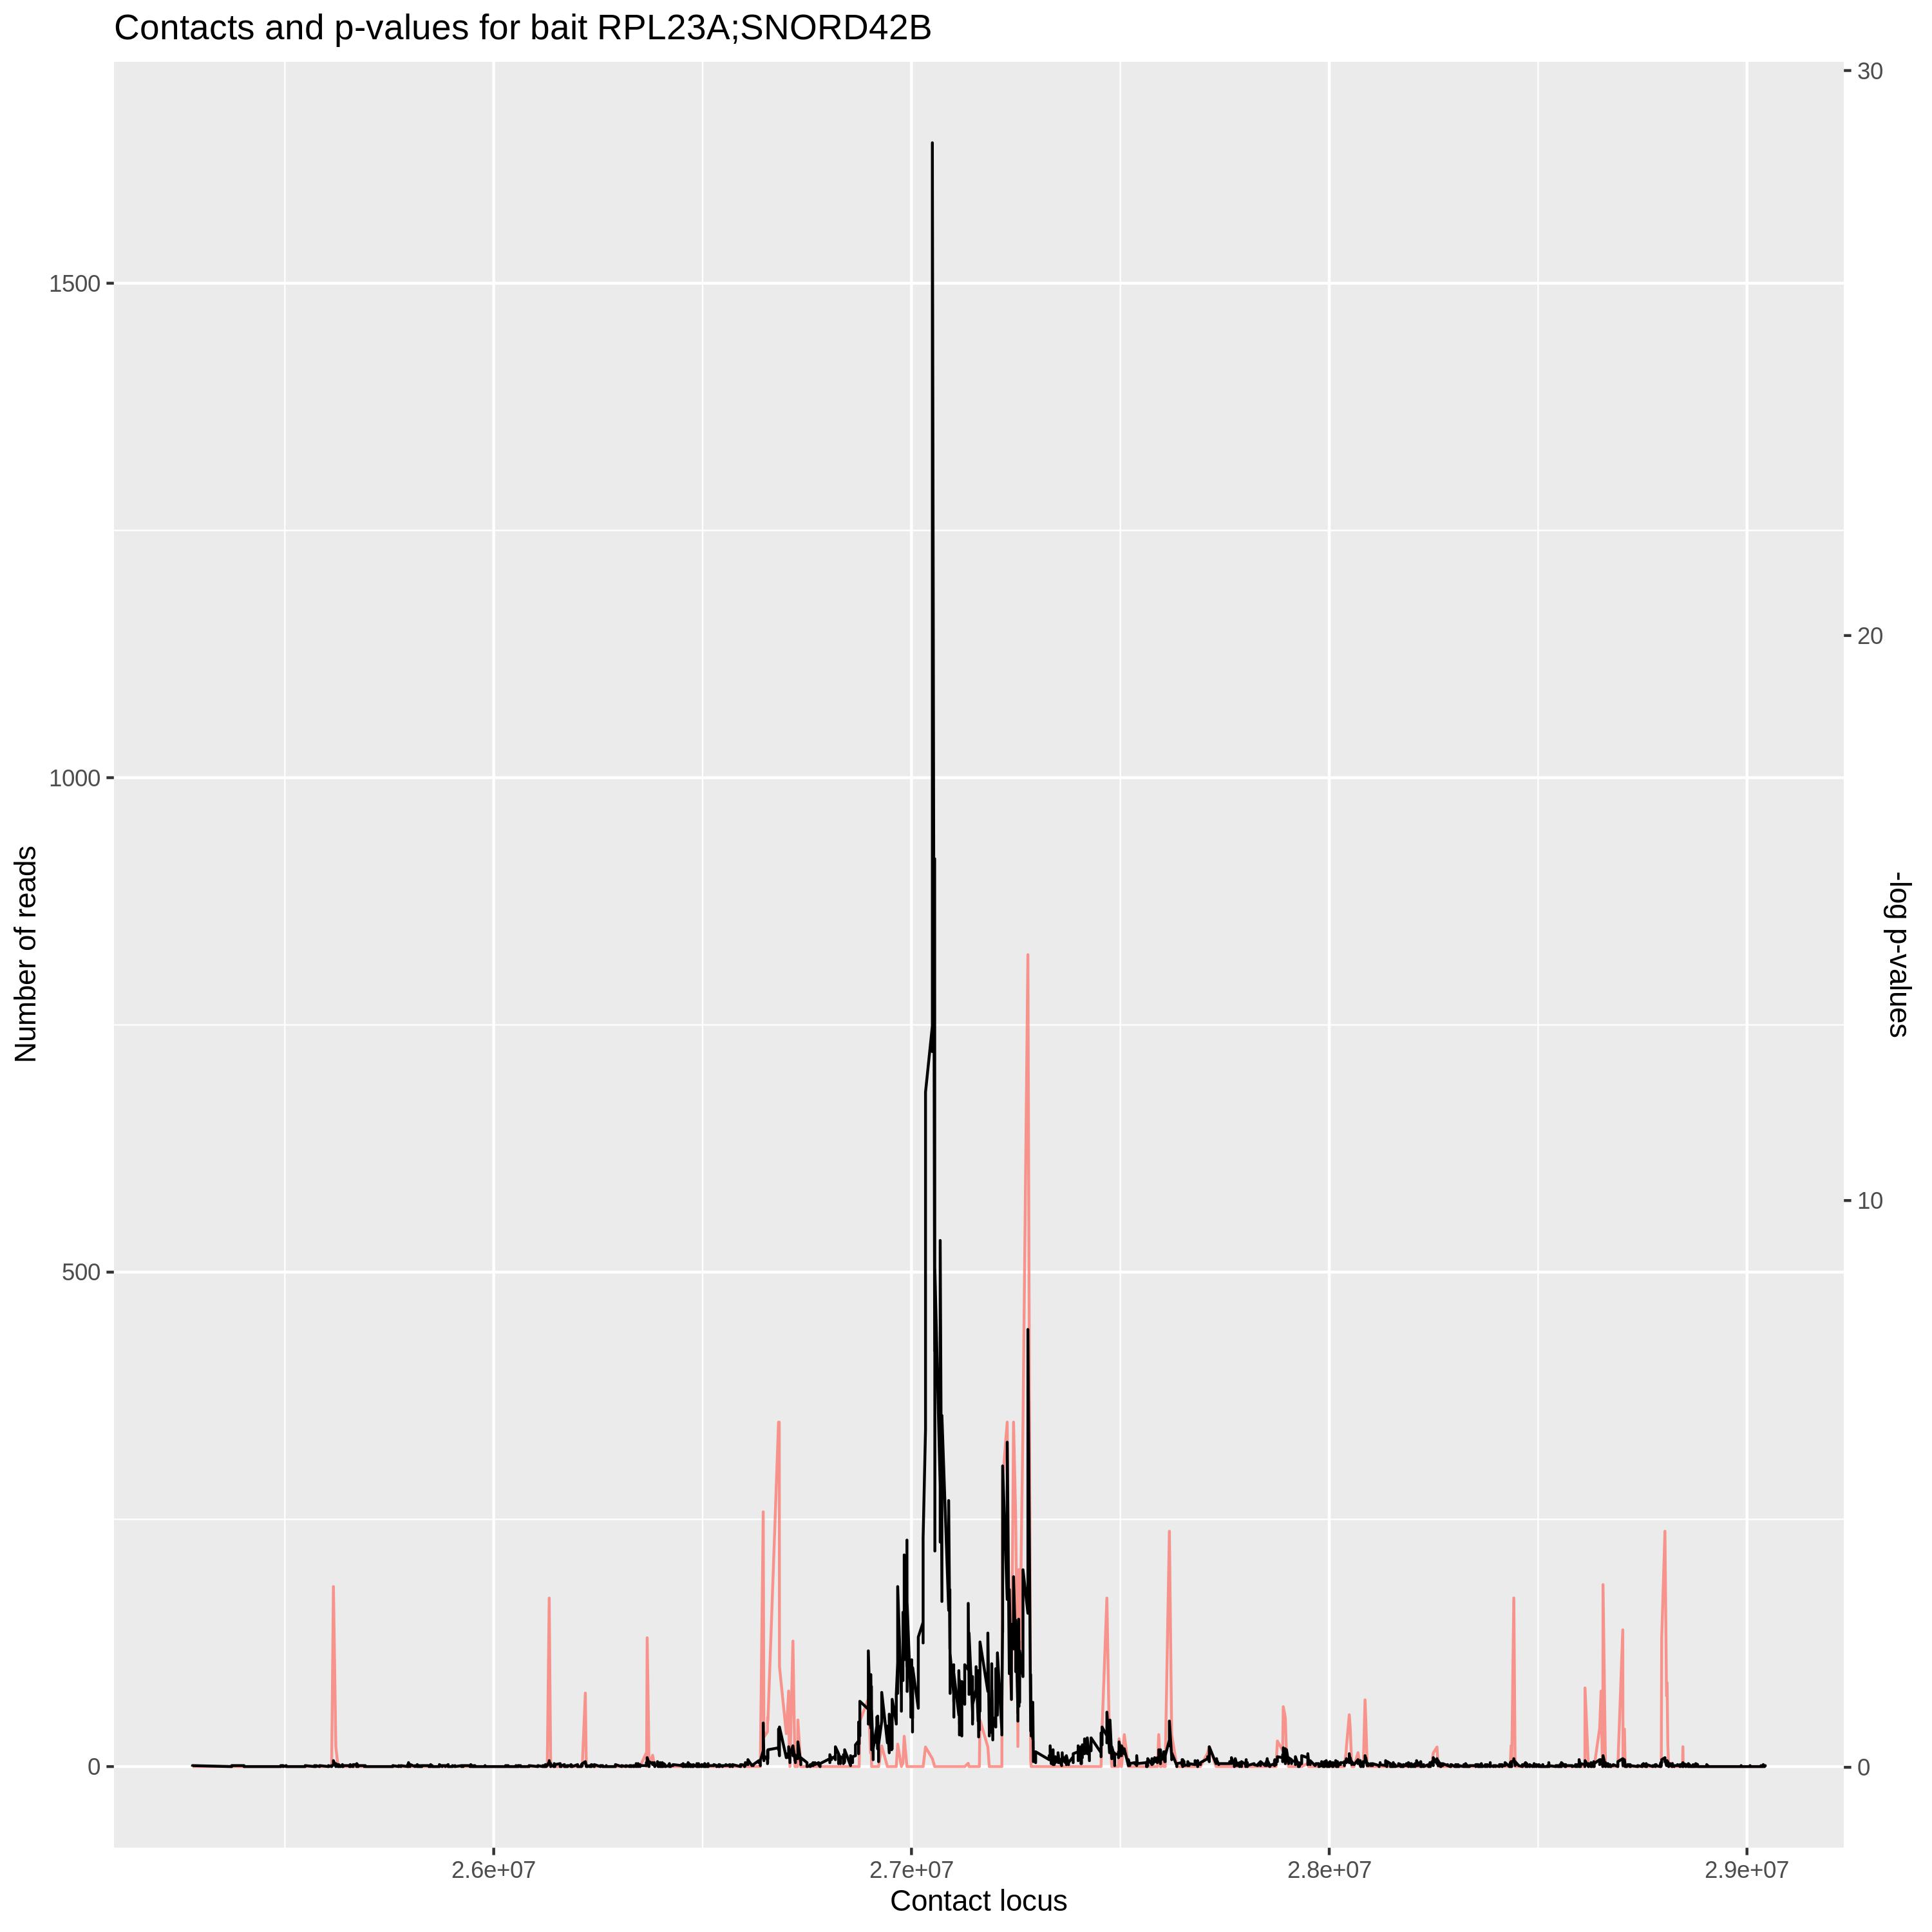 Contacts and p-values for bait RPL23A;SNORD42B
30
1500
20
1000
Number of reads
-log p-values
10
500
0
0
2.6e+07
2.7e+07
2.8e+07
2.9e+07
Contact locus